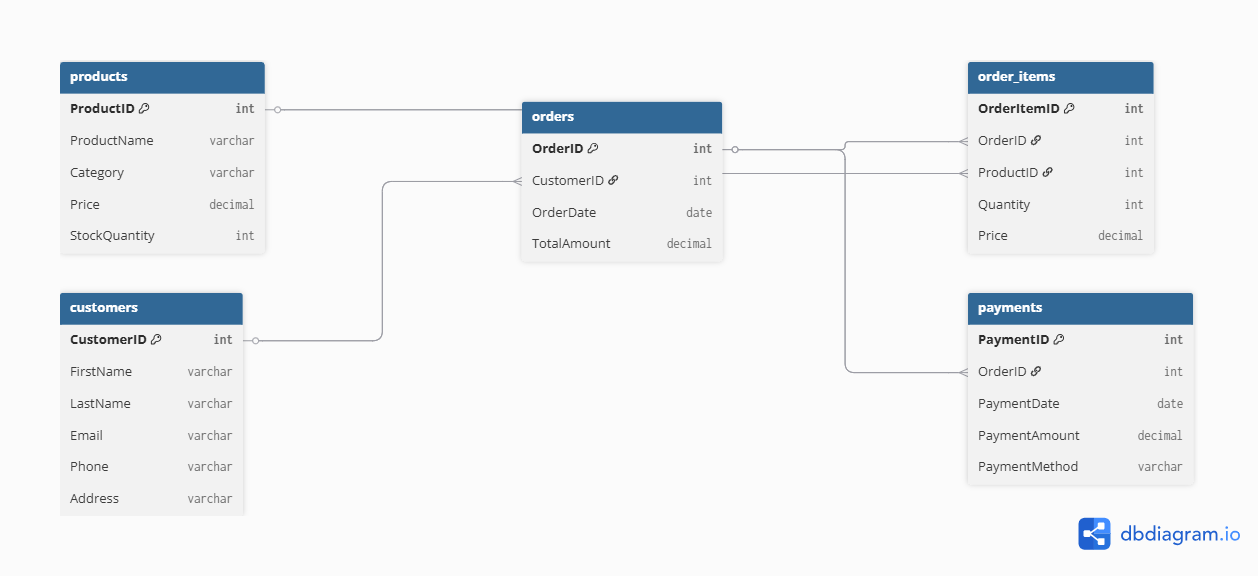 products
ProductID int
ProductName varchar
Category varchar
Price decimal
StockQuantity int
customers
CustomerID int
FirstName varchar
LastName varchar
Email varchar
Phone varchar
Address varchar
orders
OrderID int
CustomerID int
OrderDate date
TotalAmount decimal
order_items
OrderItemID int
OrderID int
ProductID int
Quantity int
Price decimal
payments
PaymentID int
OrderID int
PaymentDate date
PaymentAmount decimal
PaymentMethod varchar
dbdiagram.io